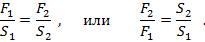 F₁/S₁ = F₂/S₂ , или F₂/F₁ = S₂/S₁ .